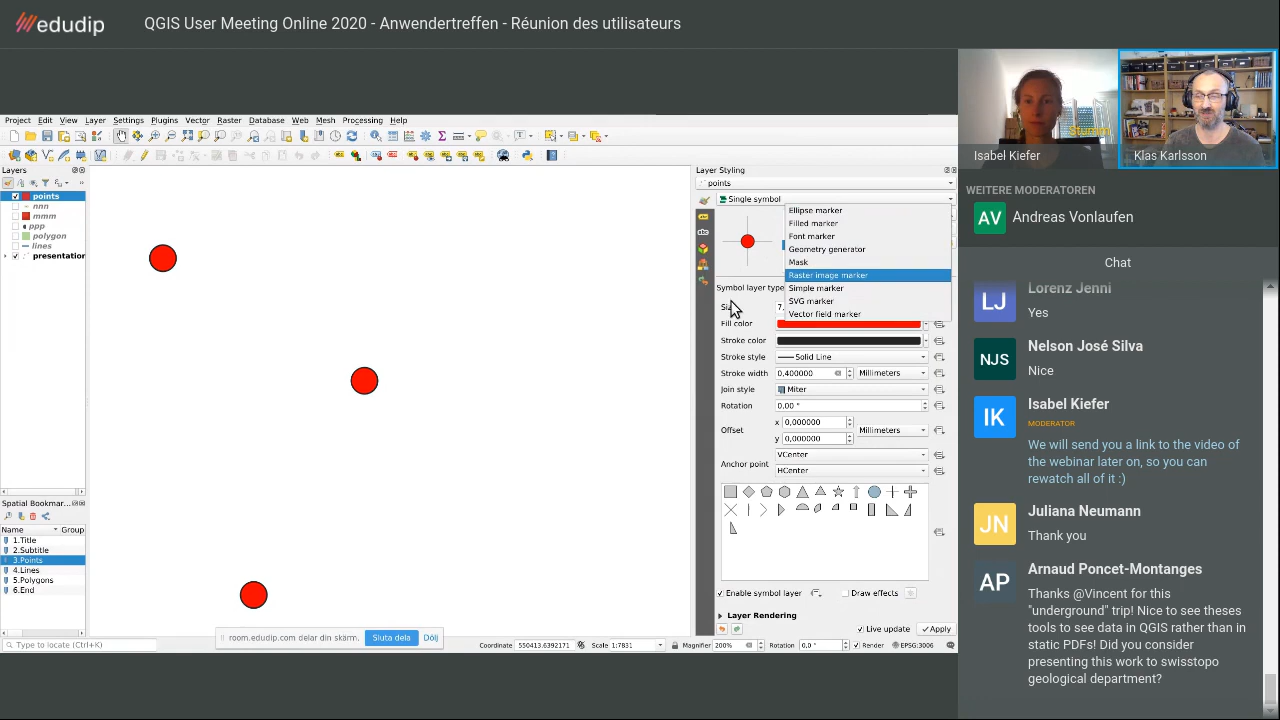 edudip
QGIS User Meeting Online 2020 - Anwendertreffen - Réunion des utilisateurs
Project Edit View Layer Settings Plugins Vector Raster Database Web Mesh Processing Help
Layers
points
nnn
mmm
ppp
polygon
lines
presentation
Spatial Bookmar...
Name Group
1.Title
2.Subtitle
3.Points
4.Lines
5.Polygons
6.End
Type to locate (Ctrl+K)
room.edudip.com delar din skärm. Sluta dela Dölj
Coordinate 550413.6392171 Scale 1:7831 Magnifier 200% Rotation 0,0 ° Render EPSG:3006
Layer Styling
points
Single symbol
Ellipse marker
Filled marker
Font marker
Geometry generator
Mask
Raster image marker
Simple marker
SVG marker
Vector field marker
Symbol layer type
Fill color
Stroke color
Stroke style Solid Line
Stroke width 0,400000 Millimeters
Join style Miter
Rotation 0,00 °
Offset x 0,000000 Millimeters
y 0,000000
Anchor point VCenter
HCenter
Enable symbol layer Draw effects
Layer Rendering
Live update Apply
Stumm
Isabel Kiefer
Klas Karlsson
WEITERE MODERATOREN
AV Andreas Vonlaufen
Chat
LJ Lorenz Jenni
Yes
NJS Nelson José Silva
Nice
IK Isabel Kiefer
MODERATOR
We will send you a link to the video of
the webinar later on, so you can
rewatch all of it :)
JN Juliana Neumann
Thank you
AP Arnaud Poncet-Montanges
Thanks @Vincent for this
"underground" trip! Nice to see theses
tools to see data in QGIS rather than in
static PDFs! Did you consider
presenting this work to swisstopo
geological department?